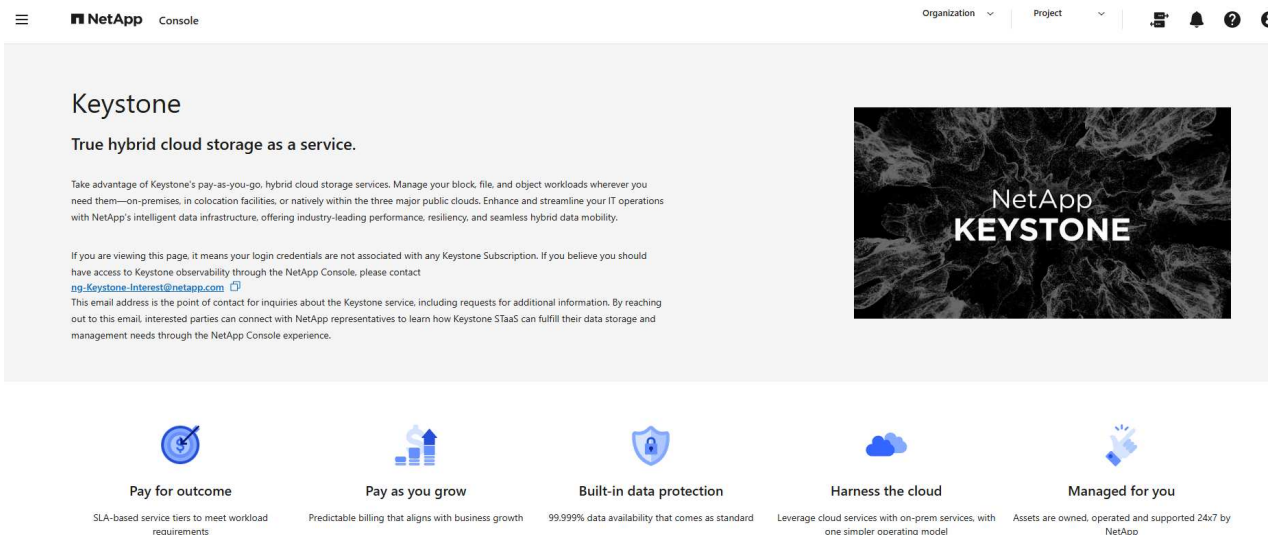 NetApp Console
Organization
Project
Keystone
True hybrid cloud storage as a service.
Take advantage of Keystone's pay-as-you-go, hybrid cloud storage services. Manage your block, file, and object workloads wherever you
need them—on-premises, in colocation facilities, or natively within the three major public clouds. Enhance and streamline your IT operations
with NetApp's intelligent data infrastructure, offering industry-leading performance, resiliency, and seamless hybrid data mobility.
If you are viewing this page, it means your login credentials are not associated with any Keystone Subscription. If you believe you should
have access to Keystone observability through the NetApp Console, please contact
ng-Keystone-Interest@netapp.com
This email address is the point of contact for inquiries about the Keystone service, including requests for additional information. By reaching
out to this email, interested parties can connect with NetApp representatives to learn how Keystone STaaS can fulfill their data storage and
management needs through the NetApp Console experience.
NetApp
KEYSTONE
Pay for outcome
SLA-based service tiers to meet workload
requirements
Pay as you grow
Predictable billing that aligns with business growth
Built-in data protection
99.999% data availability that comes as standard
Harness the cloud
Leverage cloud services with on-prem services, with
one simpler operating model
Managed for you
Assets are owned, operated and supported 24x7 by
NetApp